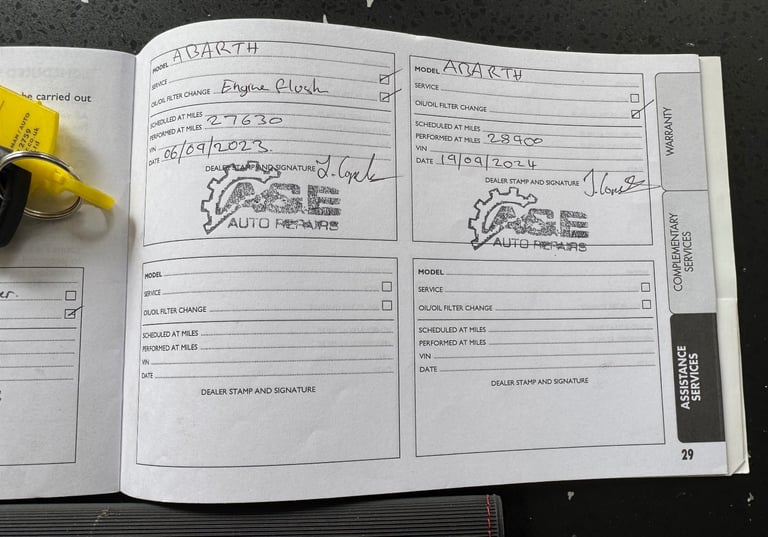 be carried out
MAN / AUTO
2759
co.uk
MODEL ABARTH
SERVICE
OIL/OIL FILTER CHANGE Engine flush
SCHEDULED AT MILES
PERFORMED AT MILES 27630
VIN
DATE 06/09/2023.
DEALER STAMP AND SIGNATURE
A&E
AUTO REPAIRS
MODEL ABARTH
SERVICE
OIL/OIL FILTER CHANGE
SCHEDULED AT MILES
PERFORMED AT MILES 28900
VIN
DATE 19/09/2024
DEALER STAMP AND SIGNATURE
A&E
AUTO REPAIRS
MODEL
SERVICE
OIL/OIL FILTER CHANGE
SCHEDULED AT MILES
PERFORMED AT MILES
VIN
DATE
DEALER STAMP AND SIGNATURE
MODEL
SERVICE
OIL/OIL FILTER CHANGE
SCHEDULED AT MILES
PERFORMED AT MILES
VIN
DATE
DEALER STAMP AND SIGNATURE
WARRANTY
COMPLEMENTARY
SERVICES
ASSISTANCE
SERVICES
29